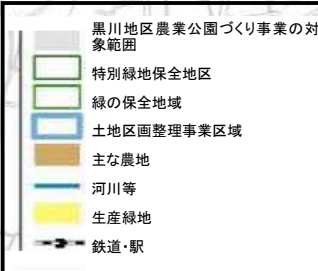 黒川地区農業公園づくり事業の対
象範囲
特別緑地保全地区
緑の保全地域
土地区画整理事業区域
主な農地
河川等
生産緑地
鉄道・駅